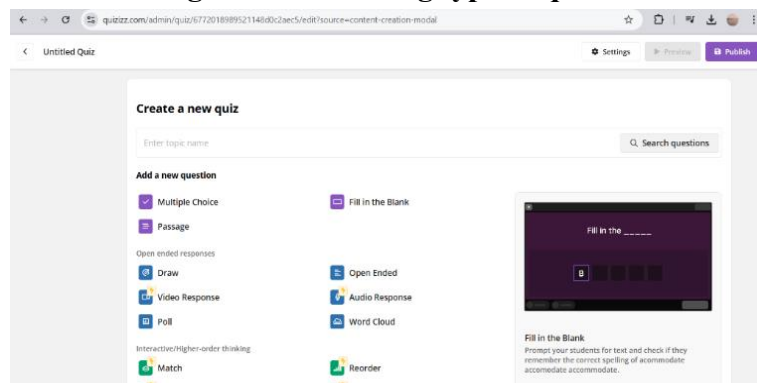 quizizz.com/admin/quiz/6772018989521148d0c2aec5/edit?source=content-creation-modal
Untitled Quiz
Settings
Preview
Publish
Create a new quiz
Enter topic name
Search questions
Add a new question
Multiple Choice
Fill in the Blank
Passage
Fill in the _____
B
Open ended responses
Draw
Open Ended
Video Response
Audio Response
Poll
Word Cloud
Fill in the Blank
Prompt your students for text and check if they
remember the correct spelling of acommodate
accomedate accommodate.
Interactive/Higher-order thinking
Match
Reorder